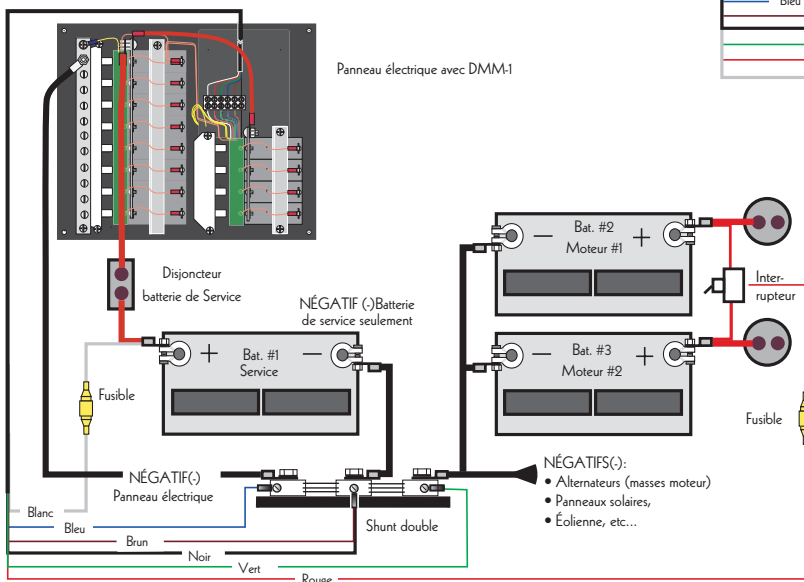 Bleu
Panneau électrique avec DMM-1
Disjoncteur
batterie de Service
NÉGATIF (-)Batterie
de service seulement
+
Bat. #1
Service
−
−
Bat. #2
Moteur #1
+
−
Bat. #3
Moteur #2
+
Inter-
rupteur
Fusible
Fusible
NÉGATIF(-)
Panneau électrique
Shunt double
NÉGATIFS(-):
• Alternateurs (masses moteur)
• Panneaux solaires,
• Éolienne, etc...
Blanc
Bleu
Brun
Noir
Vert
Rouge